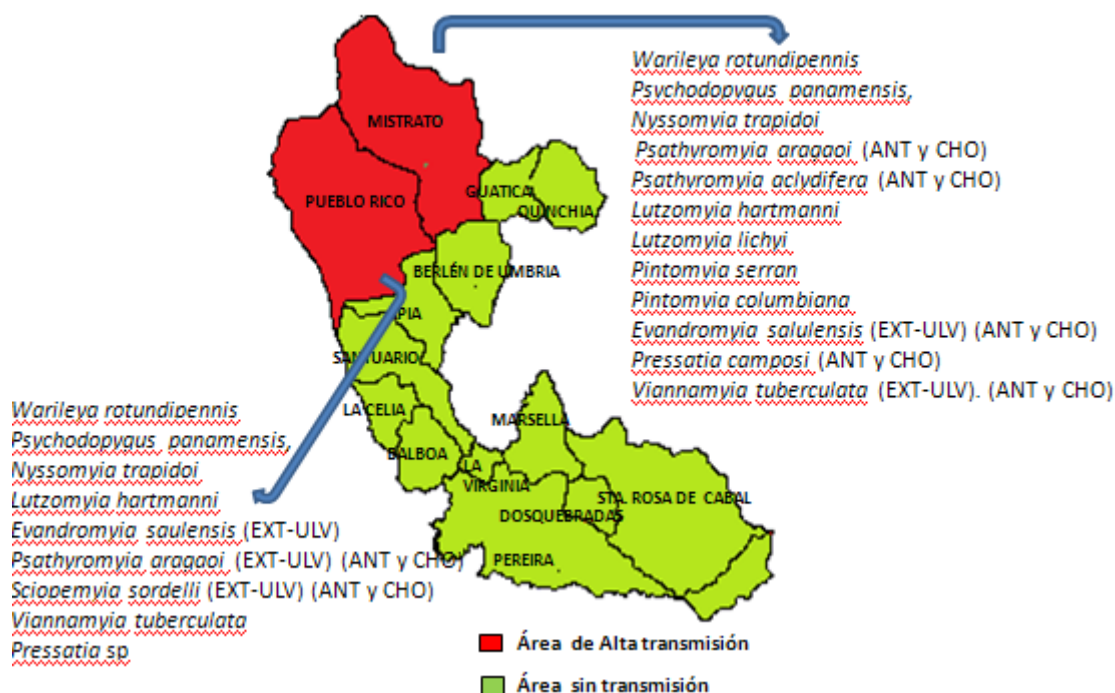 Warileya rotundipennis
Psychodopygus panamensis,
Nyssomyia trapidoi
Psathyromyia aragaoi (ANT y CHO)
Psathyromyia aclydifera (ANT y CHO)
Lutzomyia hartmanni
Lutzomyia lichyi
Pintomyia serran
Pintomyia columbiana
Evandromyia salulensis (EXT-ULV) (ANT y CHO)
Pressatia camposi (ANT y CHO)
Viannamyia tuberculata (EXT-ULV). (ANT y CHO)
MISTRATO
PUEBLO RICO
GUATICA
QUINCHIA
BERLÉN DE UMBRIA
PIA
SANTUARIO
LA CELIA
BALBOA
MARSELLA
LA
VIRGINIA
STA. ROSA DE CABAL
DOSQUEBRADAS
PEREIRA
Warileya rotundipennis
Psychodopygus panamensis,
Nyssomyia trapidoi
Lutzomyia hartmanni
Evandromyia saulensis (EXT-ULV)
Psathyromyia aragaoi (EXT-ULV) (ANT y CHO)
Sciopemyia sordelli (EXT-ULV) (ANT y CHO)
Viannamyia tuberculata
Pressatia sp
Área de Alta transmisión
Área sin transmisión